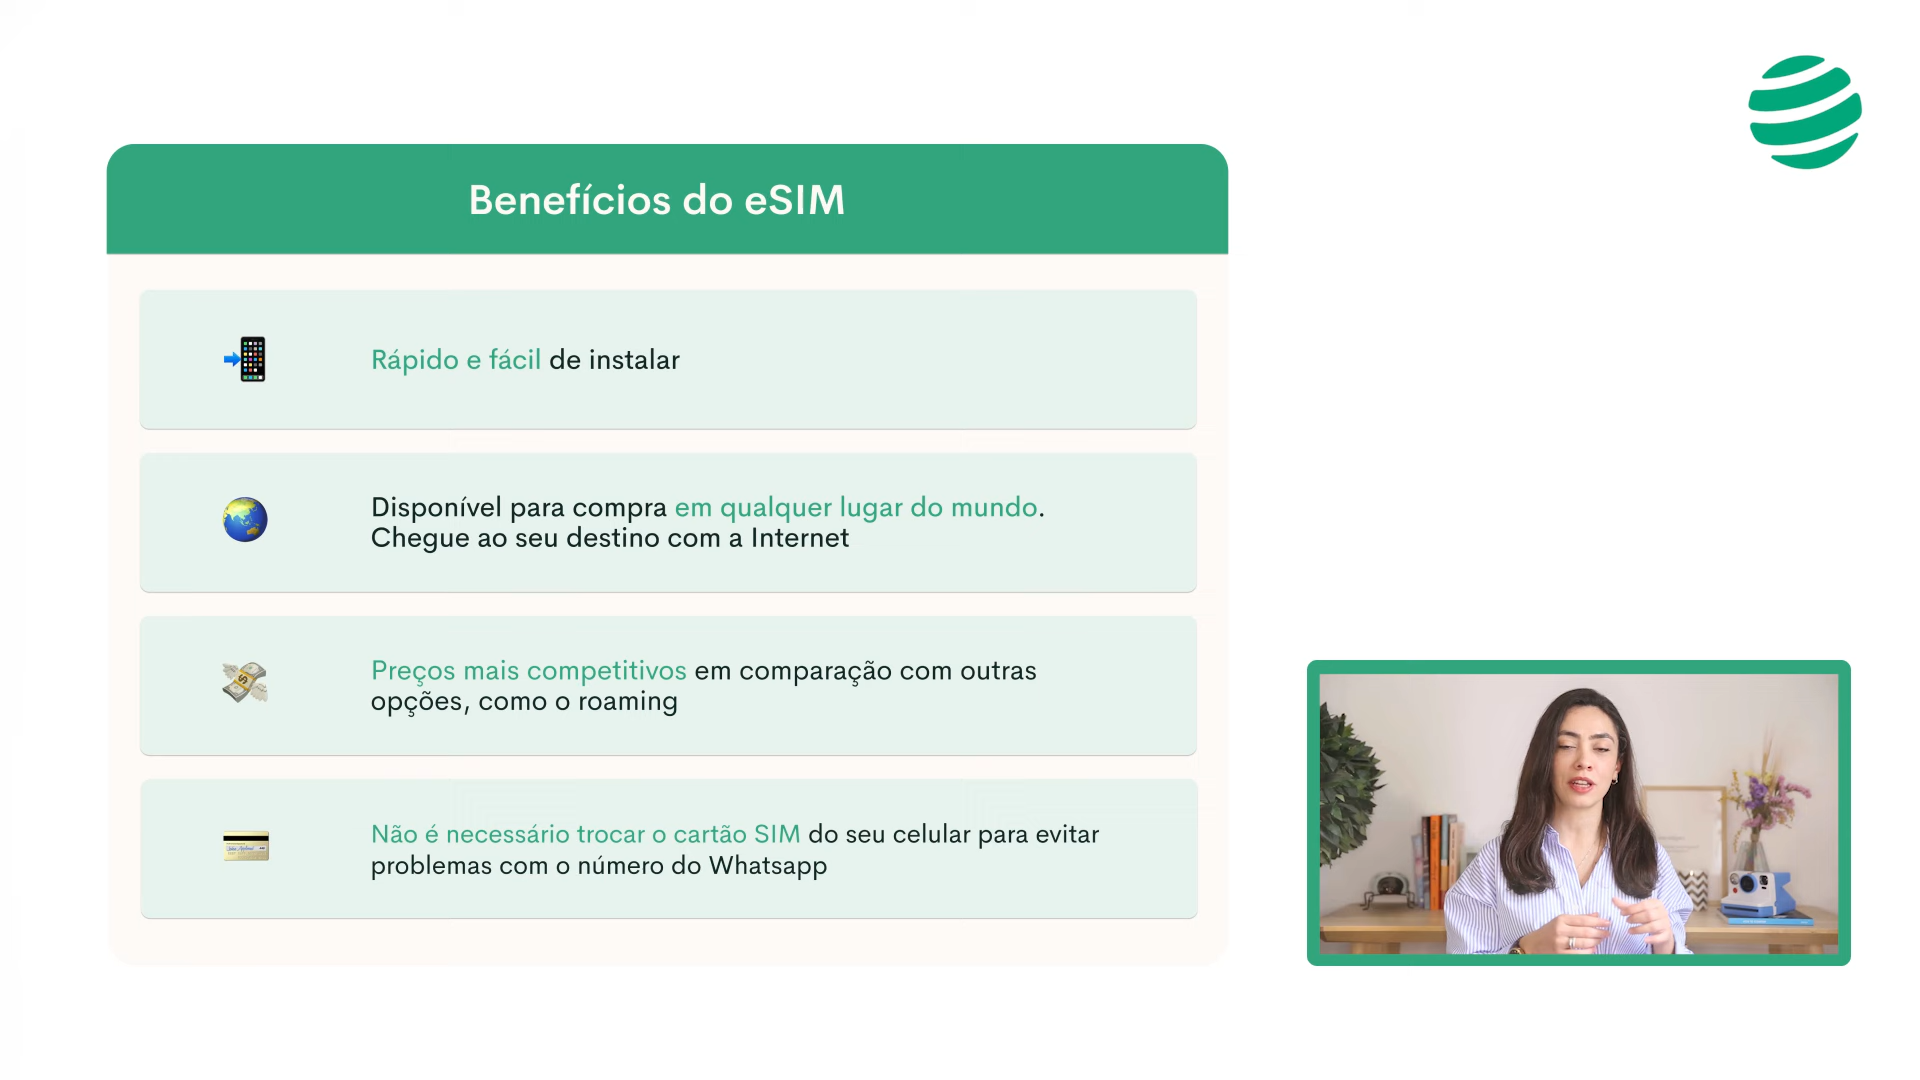 Benefícios do eSIM
Rápido e fácil de instalar
Disponível para compra em qualquer lugar do mundo.
Chegue ao seu destino com a Internet
Preços mais competitivos em comparação com outras
opções, como o roaming
Não é necessário trocar o cartão SIM do seu celular para evitar
problemas com o número do Whatsapp